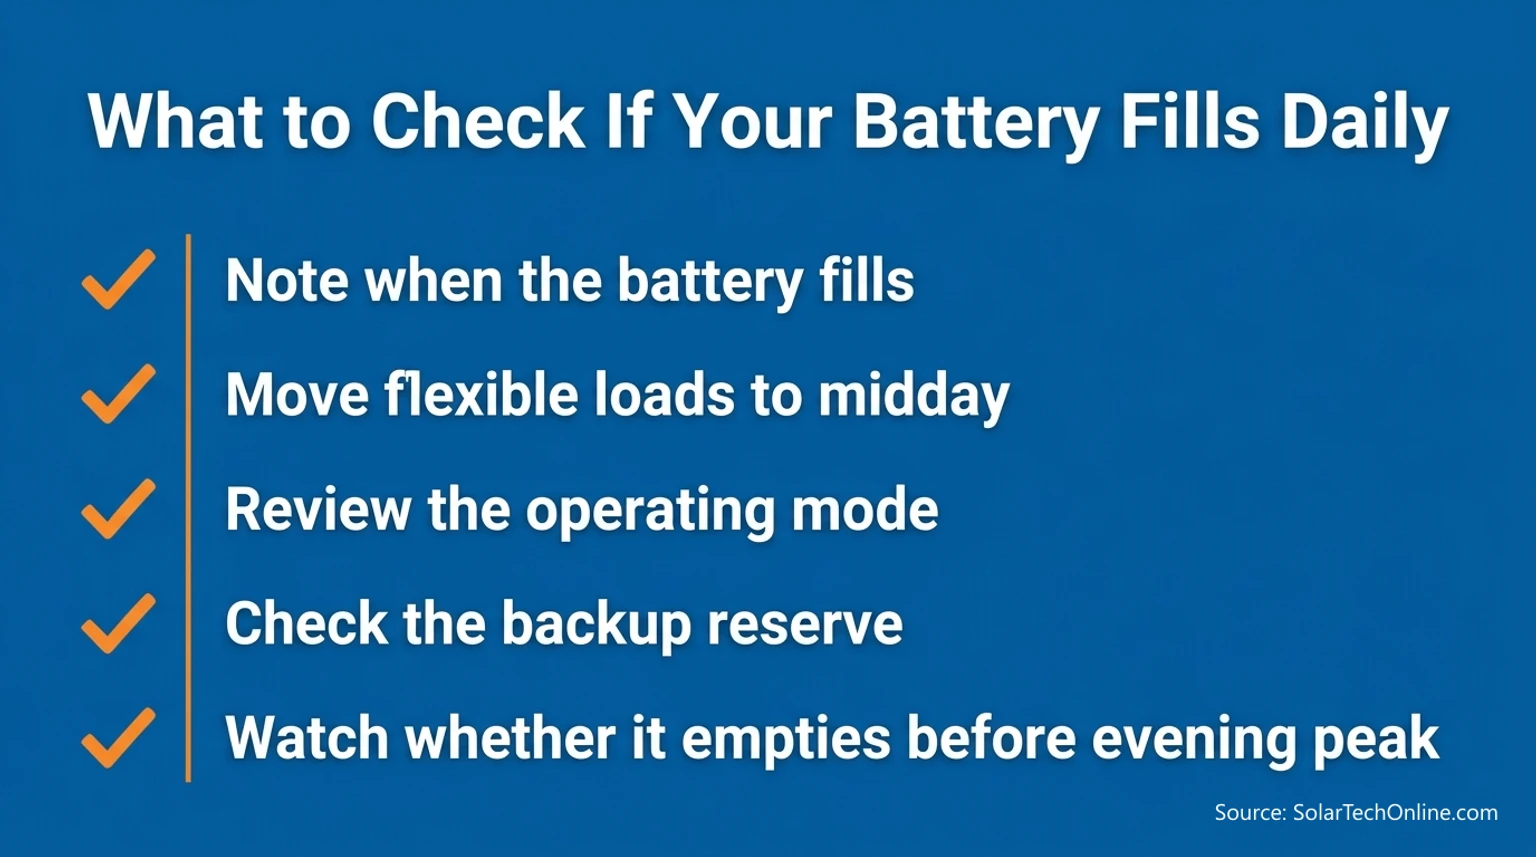 What to Check If Your Battery Fills Daily
Note when the battery fills
Move flexible loads to midday
Review the operating mode
Check the backup reserve
Watch whether it empties before evening peak
Source: SolarTechOnline.com